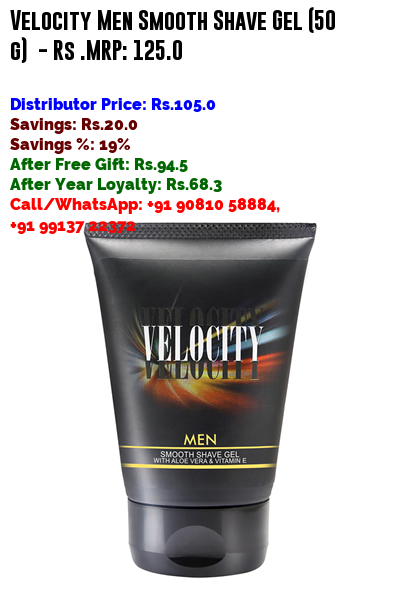 Velocity Men Smooth Shave Gel (50
g) - Rs .MRP: 125.0
Distributor Price: Rs.105.0
Savings: Rs.20.0
Savings %: 19%
After Free Gift: Rs.94.5
After Year Loyalty: Rs.68.3
Call/WhatsApp: +91 90810 58884,
+91 99137 22372
VELOCITY
VELOCITY
MEN
SMOOTH SHAVE GEL
WITH ALOE VERA & VITAMIN E